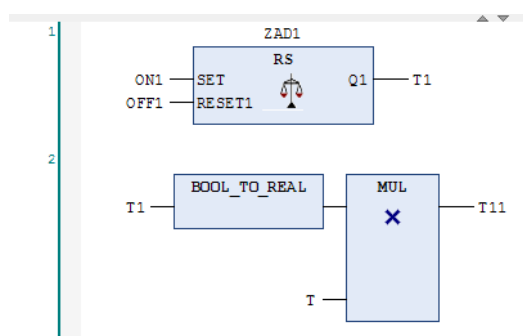 1
ZAD1
RS
ON1 SET Q1 T1
OFF1 RESET1
2
BOOL_TO_REAL MUL
T1 T11
T